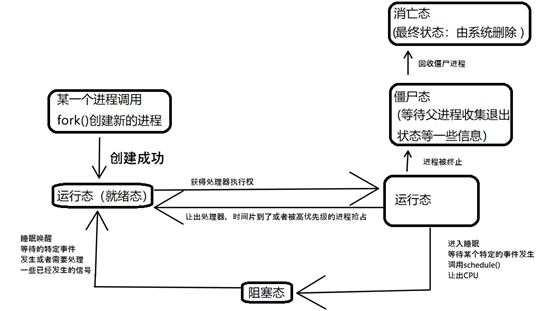 消亡态
(最终状态：由系统删除 )
回收僵尸进程
某一个进程调用
fork()创建新的进程
僵尸态
(等待父进程收集退出
状态等一些信息)
创建成功
进程被终止
获得处理器执行权
运行态（就绪态）
运行态
让出处理器，时间片到了或者被高优先级的进程抢占
睡眠唤醒
等待的特定事件
发生或者需要处理
一些已经发生的信号
进入睡眠
等待某个特定的事件发生
调用schedule()
让出CPU
阻塞态